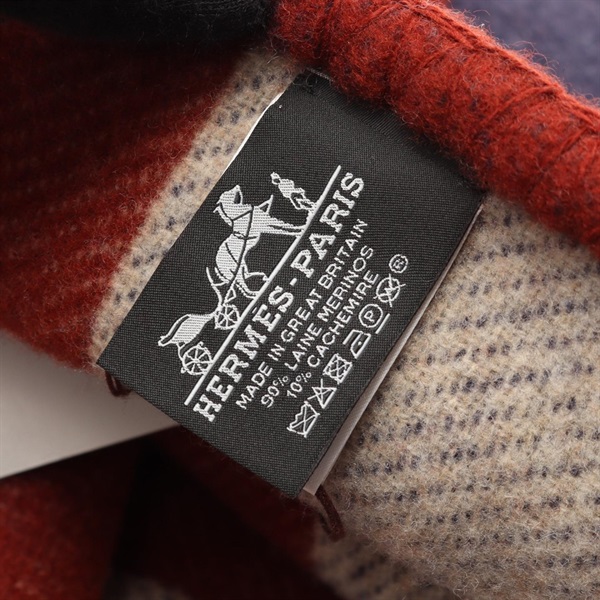 HERMES-PARIS
MADE IN GREAT BRITAIN
90% LAINE MERINOS
10% CACHEMIRE
P